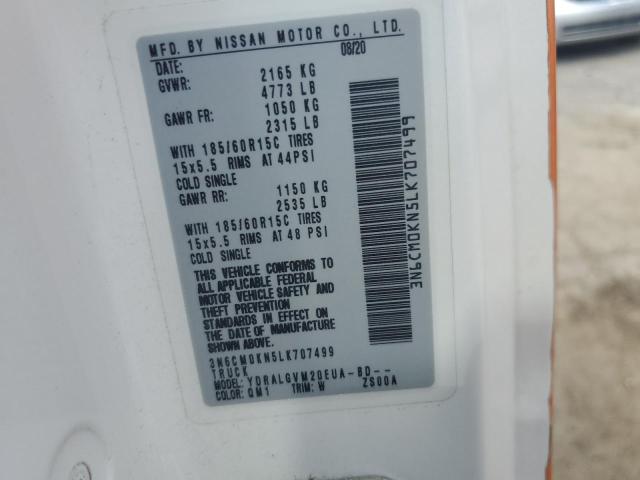 MFD. BY NISSAN MOTOR CO., LTD.
DATE: 08/20
GVWR: 2165 KG
4773 LB
GAWR FR: 1050 KG
2315 LB
WITH 185/60R15C TIRES
15x5.5 RIMS AT 44PSI
COLD SINGLE
GAWR RR: 1150 KG
2535 LB
WITH 185/60R15C TIRES
15x5.5 RIMS AT 48 PSI
COLD SINGLE
THIS VEHICLE CONFORMS TO
ALL APPLICABLE FEDERAL
MOTOR VEHICLE SAFETY AND
THEFT PREVENTION
STANDARDS IN EFFECT ON
THE DATE OF MANUFACTURE
SHOWN ABOVE.
3N6CM0KN5LK707499
TRUCK
MODEL: YDRALGVM20EUA-BD--
COLOR: QM1 TRIM: W ZS00A
3N6CM0KN5LK707499